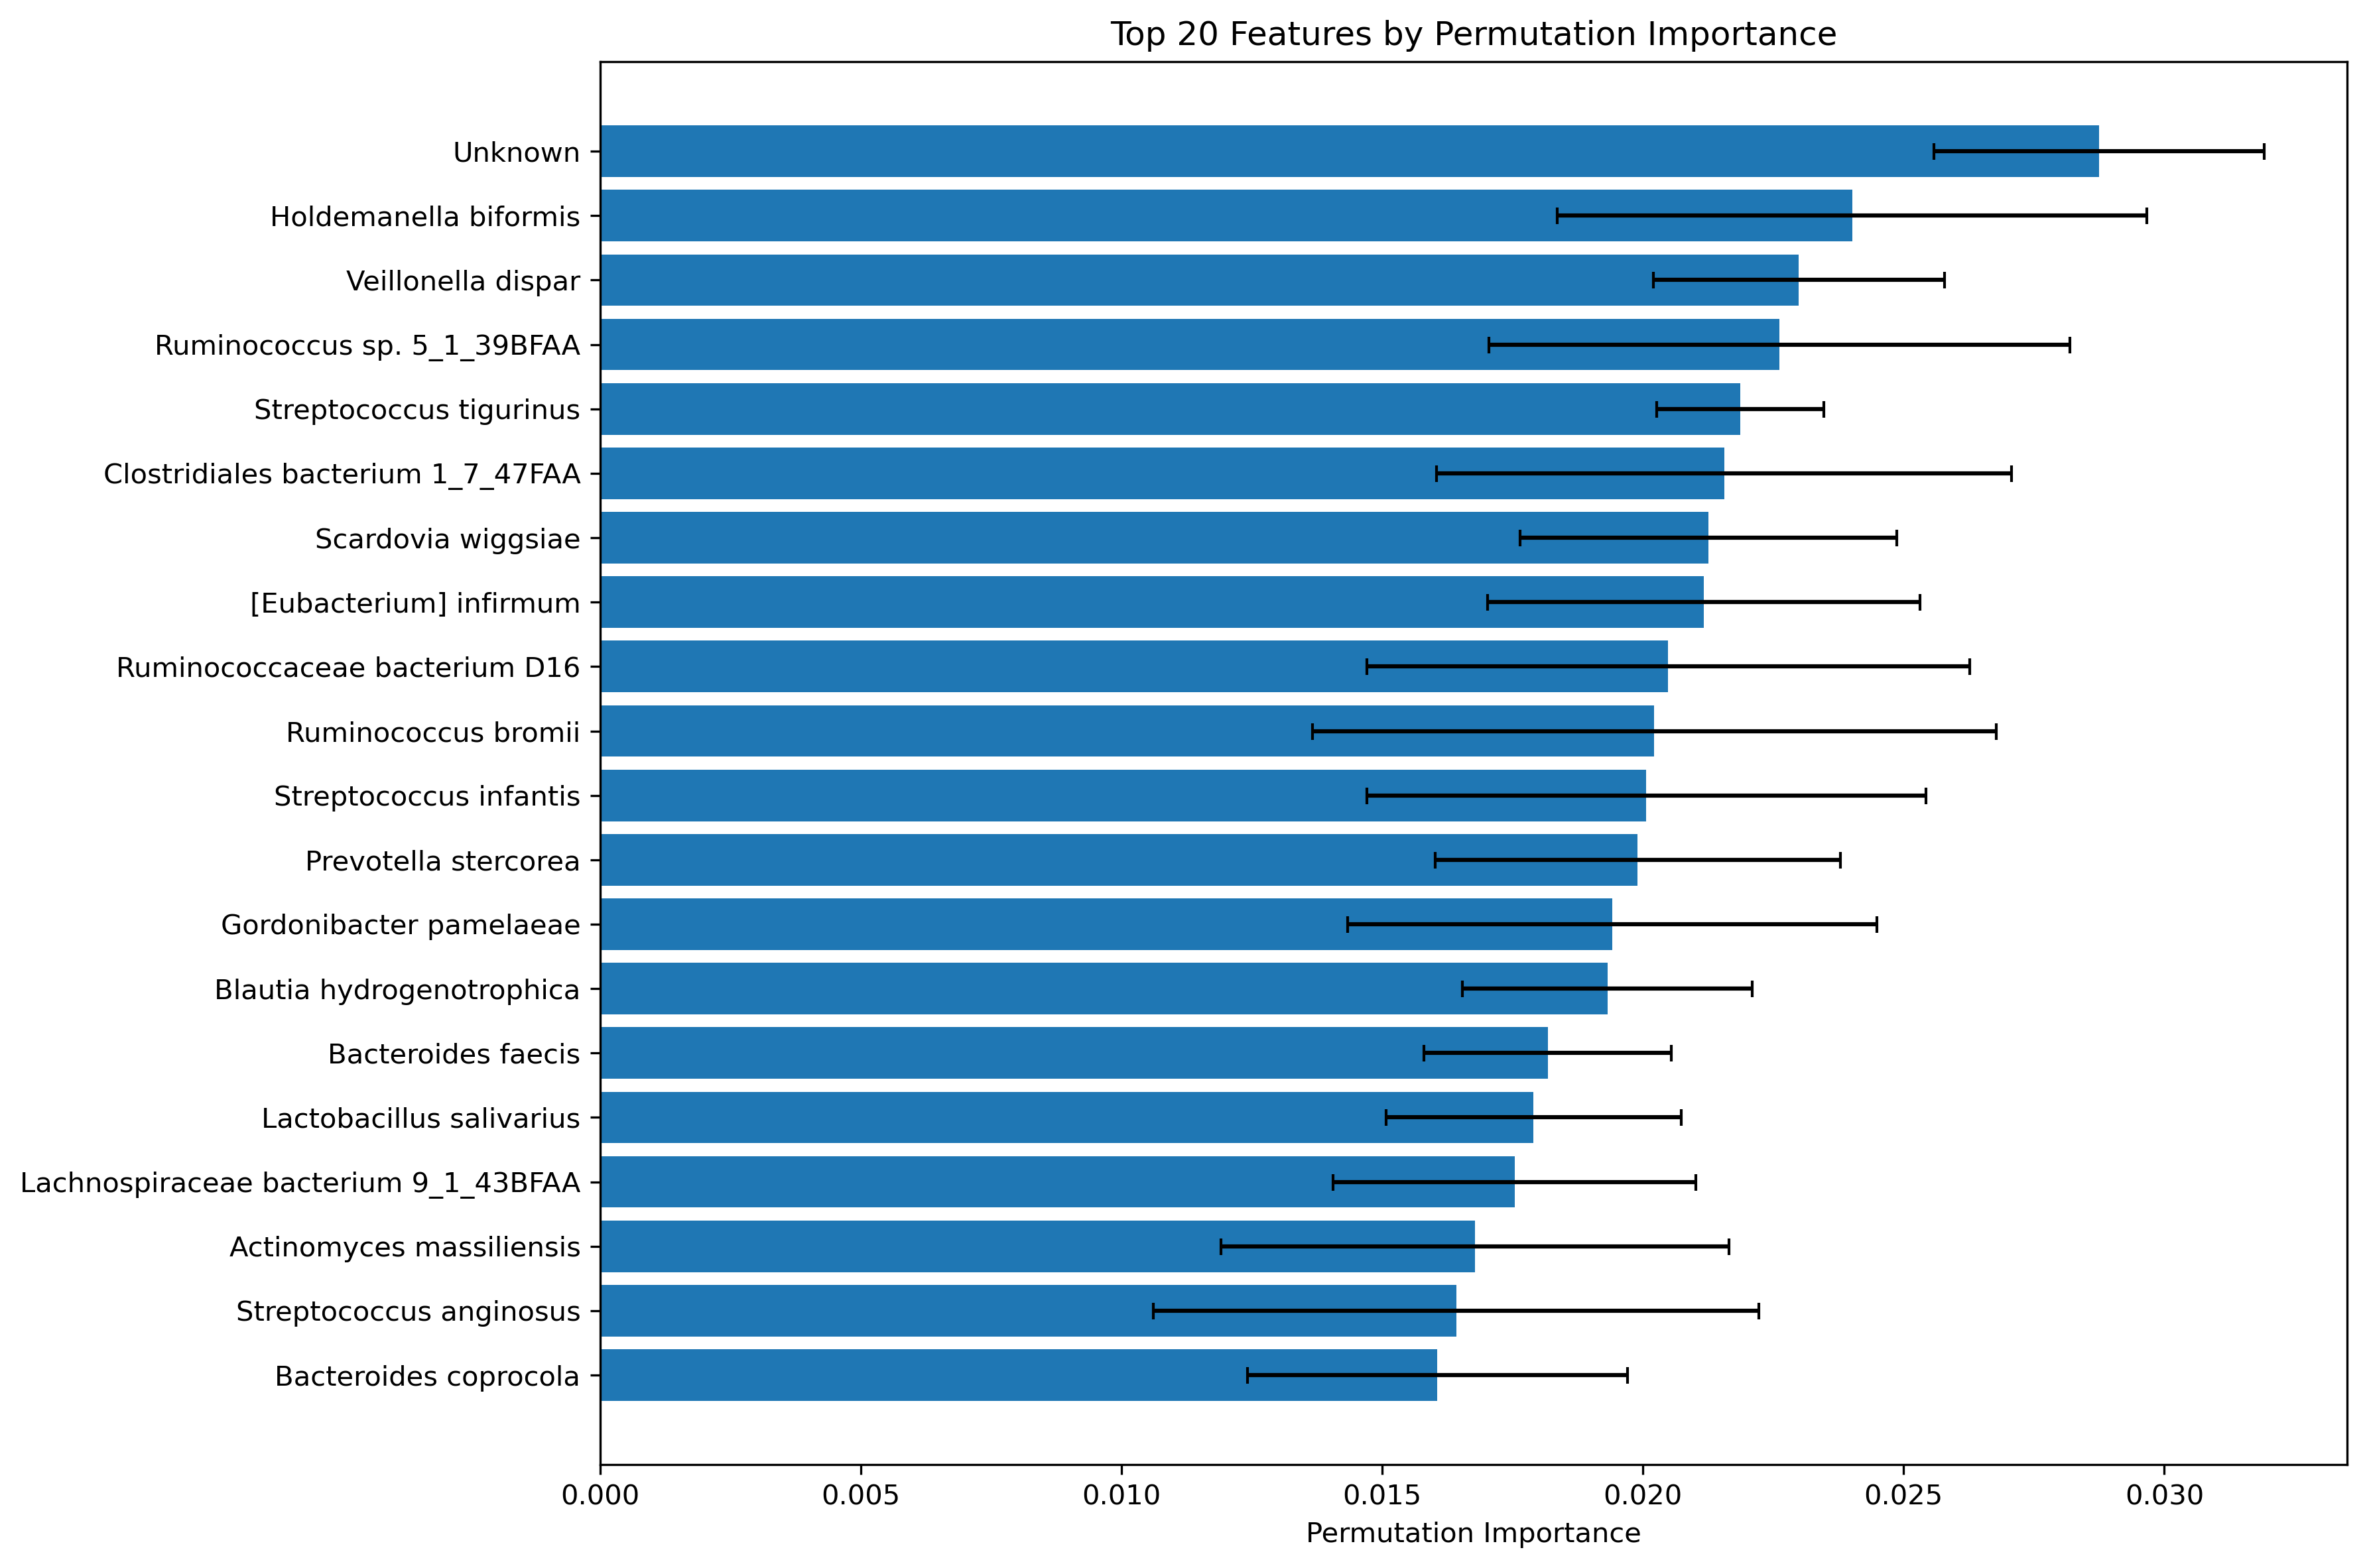 Top 20 Features by Permutation Importance
Unknown
Holdemanella biformis
Veillonella dispar
Ruminococcus sp. 5_1_39BFAA
Streptococcus tigurinus
Clostridiales bacterium 1_7_47FAA
Scardovia wiggsiae
[Eubacterium] infirmum
Ruminococcaceae bacterium D16
Ruminococcus bromii
Streptococcus infantis
Prevotella stercorea
Gordonibacter pamelaeae
Blautia hydrogenotrophica
Bacteroides faecis
Lactobacillus salivarius
Lachnospiraceae bacterium 9_1_43BFAA
Actinomyces massiliensis
Streptococcus anginosus
Bacteroides coprocola
0.000 0.005 0.010 0.015 0.020 0.025 0.030
Permutation Importance